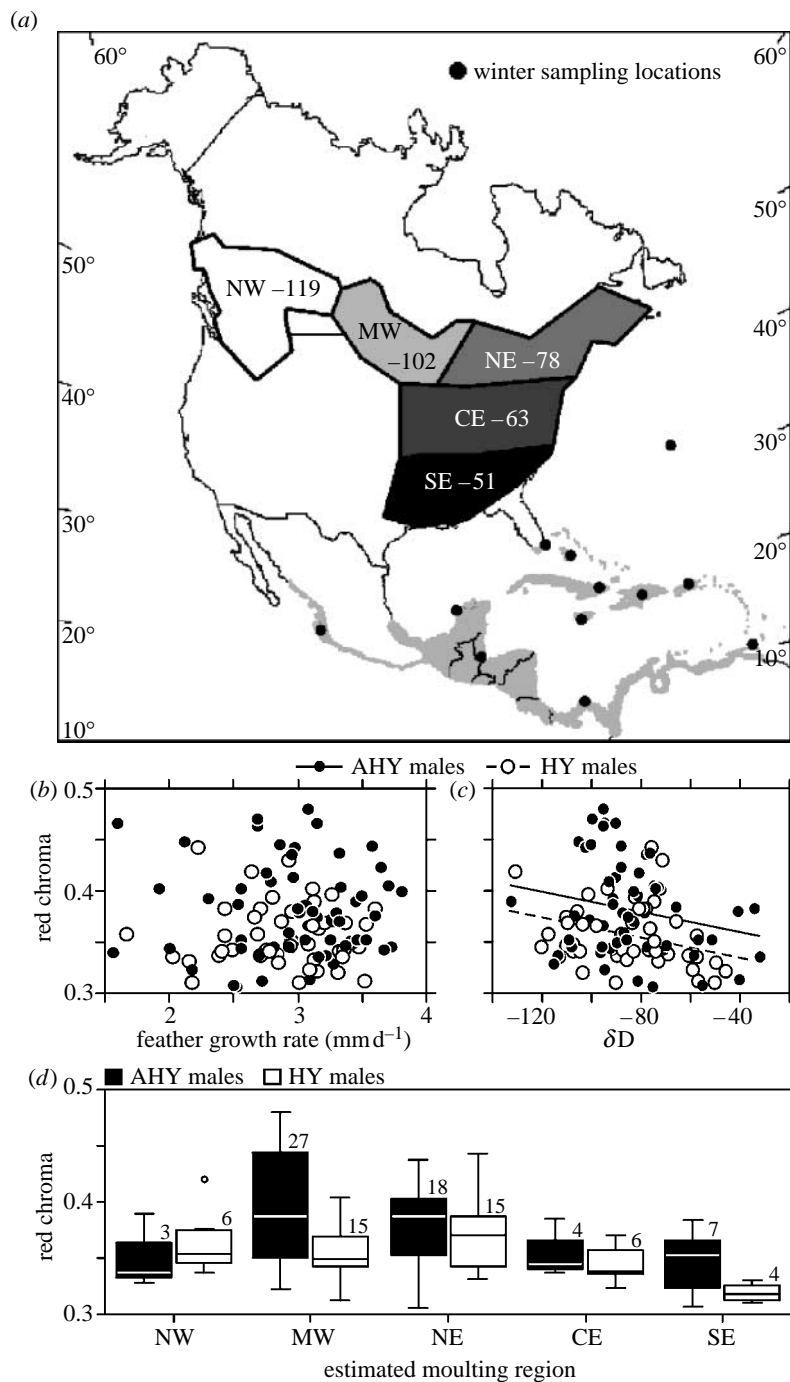 (a)
60°
60°
winter sampling locations
50°
50°
NW –119
MW
–102
NE –78
40°
40°
CE –63
30°
SE –51
30°
20°
20°
10°
10°
AHY males HY males
(b)
(c)
0.5
red chroma
0.4
0.3
2 3 4
feather growth rate (mm d–1)
–120 –80 –40
δD
(d)
AHY males HY males
0.5
27
red chroma
0.4
3 6 15 18 15 4 6 7 4
0.3
NW MW NE CE SE
estimated moulting region